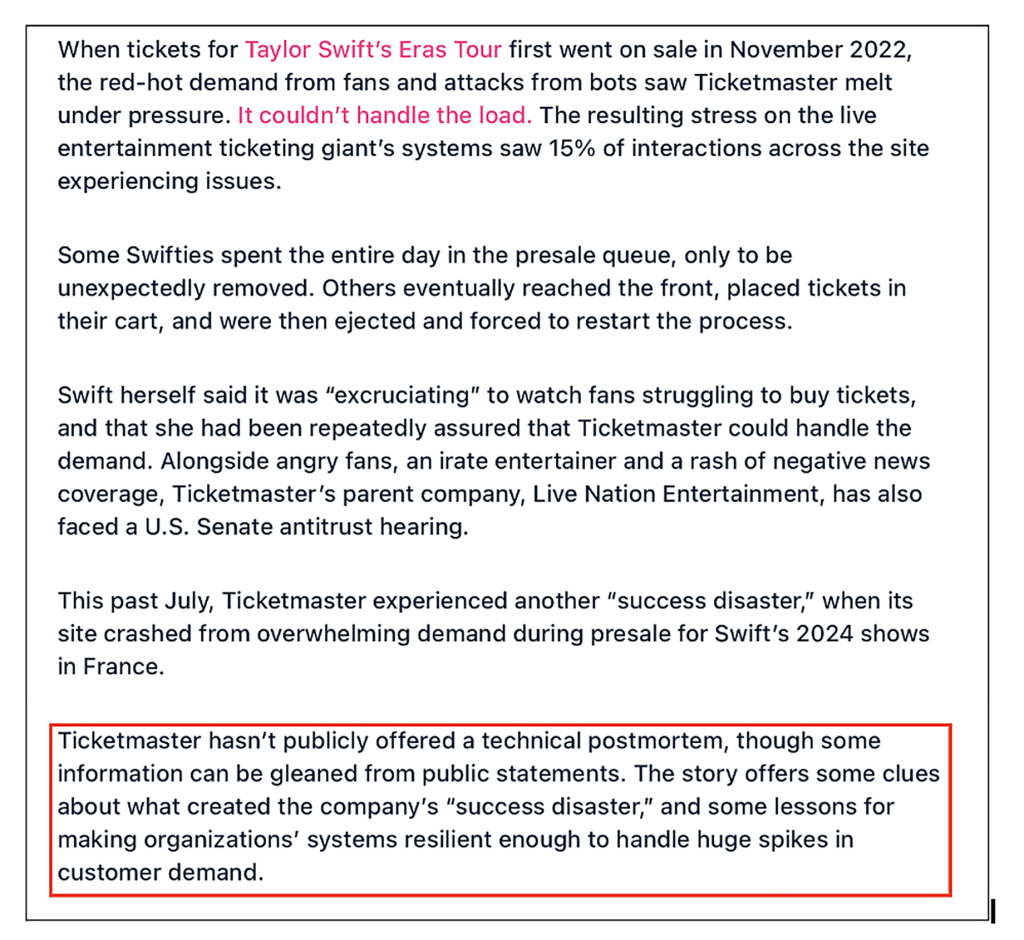 When tickets for Taylor Swift’s Eras Tour first went on sale in November 2022,
the red-hot demand from fans and attacks from bots saw Ticketmaster melt
under pressure. It couldn’t handle the load. The resulting stress on the live
entertainment ticketing giant’s systems saw 15% of interactions across the site
experiencing issues.
Some Swifties spent the entire day in the presale queue, only to be
unexpectedly removed. Others eventually reached the front, placed tickets in
their cart, and were then ejected and forced to restart the process.
Swift herself said it was “excruciating” to watch fans struggling to buy tickets,
and that she had been repeatedly assured that Ticketmaster could handle the
demand. Alongside angry fans, an irate entertainer and a rash of negative news
coverage, Ticketmaster’s parent company, Live Nation Entertainment, has also
faced a U.S. Senate antitrust hearing.
This past July, Ticketmaster experienced another “success disaster,” when its
site crashed from overwhelming demand during presale for Swift’s 2024 shows
in France.
Ticketmaster hasn’t publicly offered a technical postmortem, though some
information can be gleaned from public statements. The story offers some clues
about what created the company’s “success disaster,” and some lessons for
making organizations’ systems resilient enough to handle huge spikes in
customer demand.